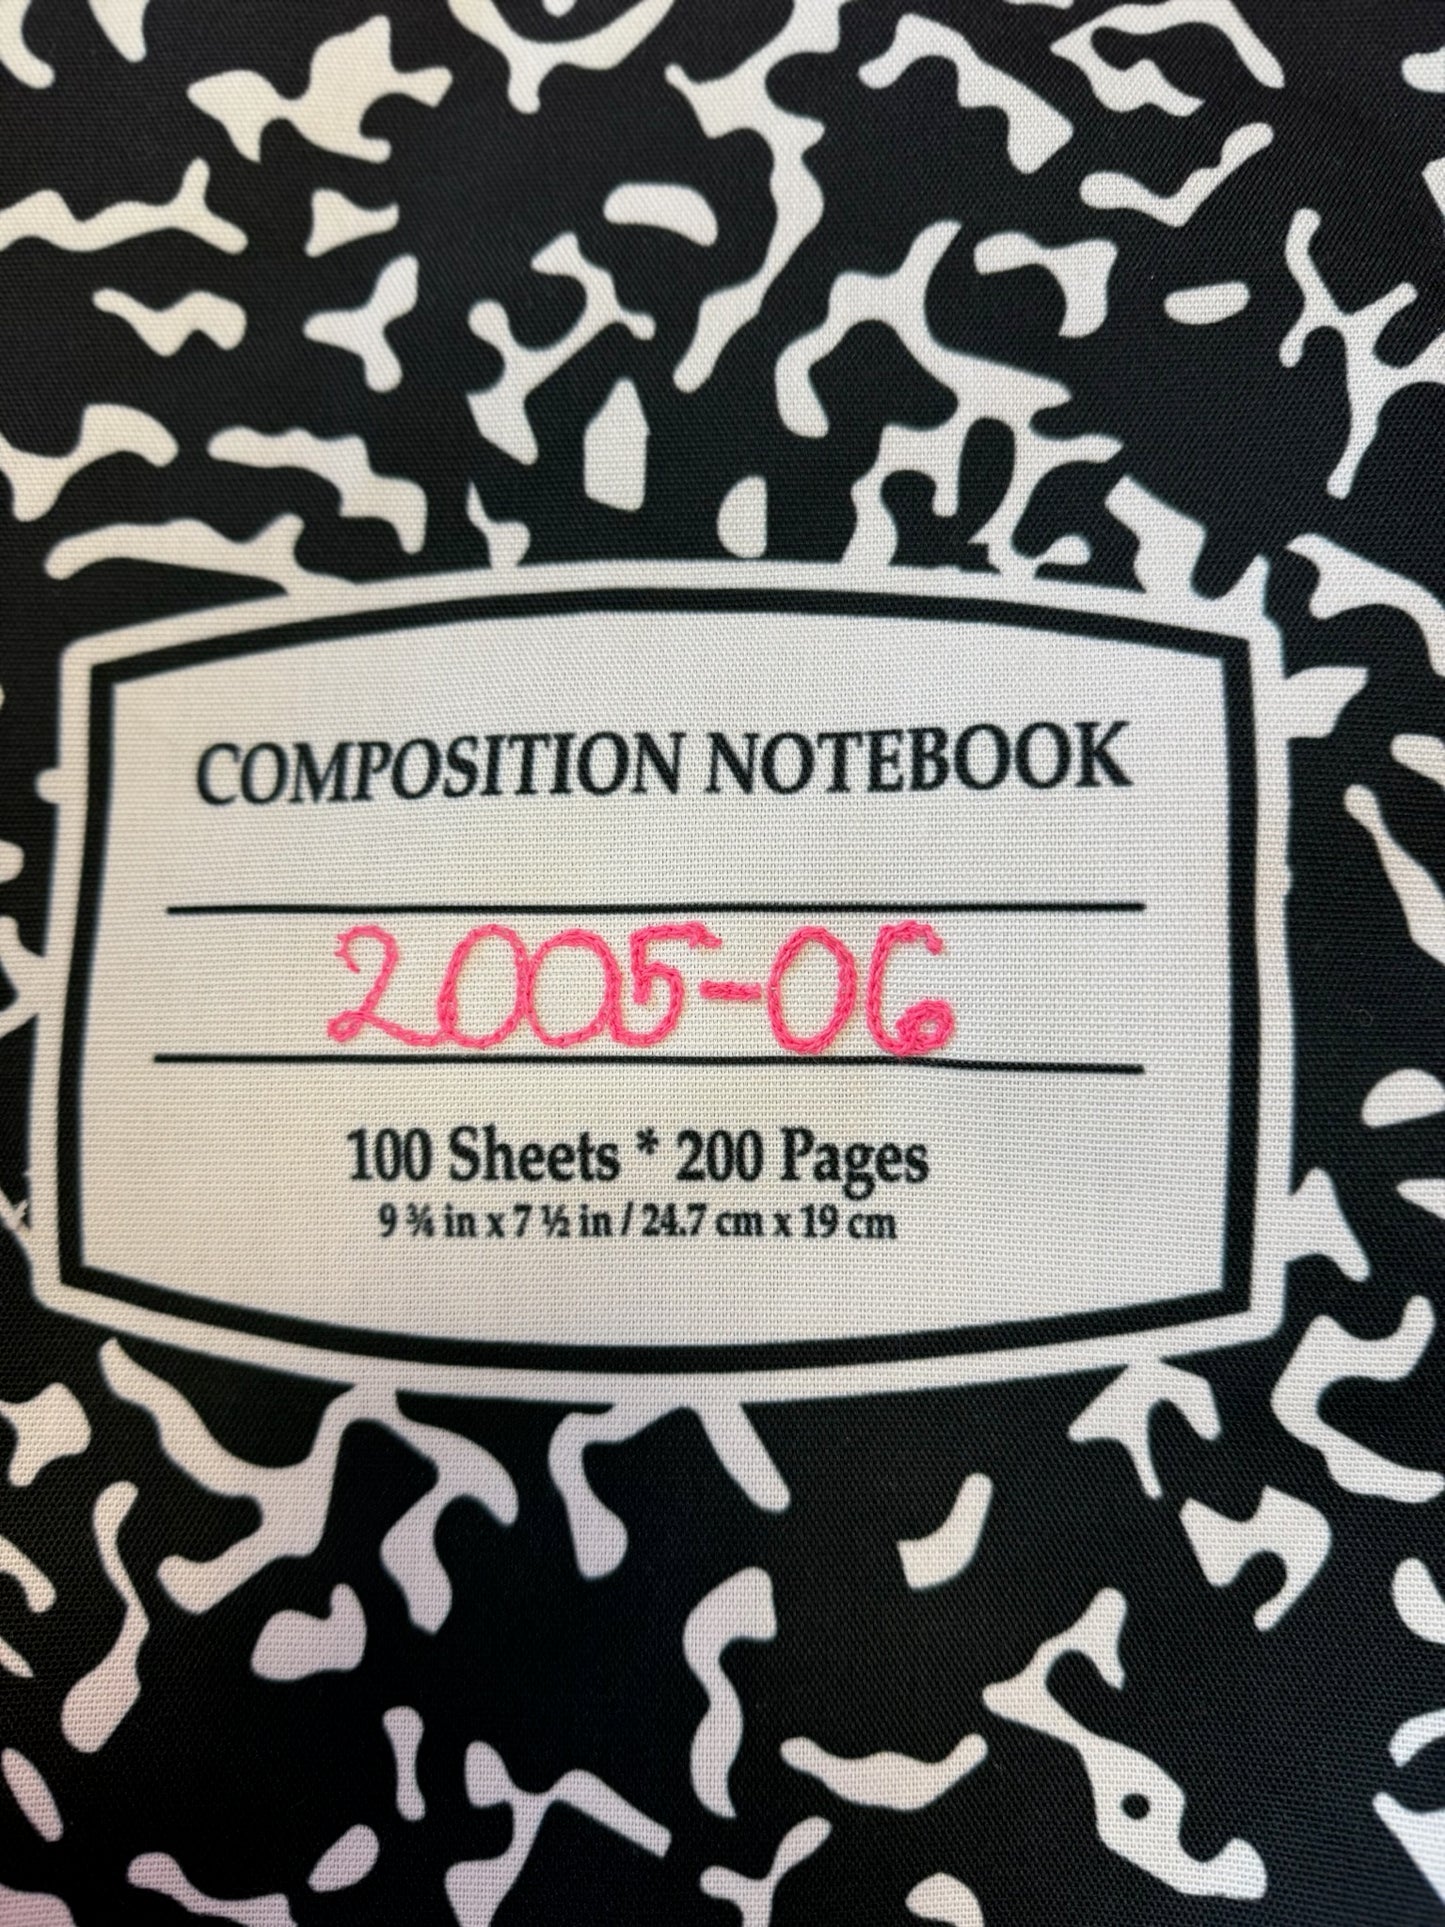 COMPOSITION NOTEBOOK
2005-06
100 Sheets * 200 Pages
9 ¾ in x 7 ½ in / 24.7 cm x 19 cm